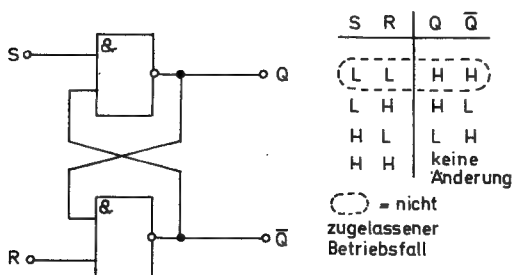 S
&
Q
R
&
Q̅
S R Q Q̅
L L H H
L H H L
H L L H
H H keine
Änderung
= nicht
zugelassener
Betriebsfall